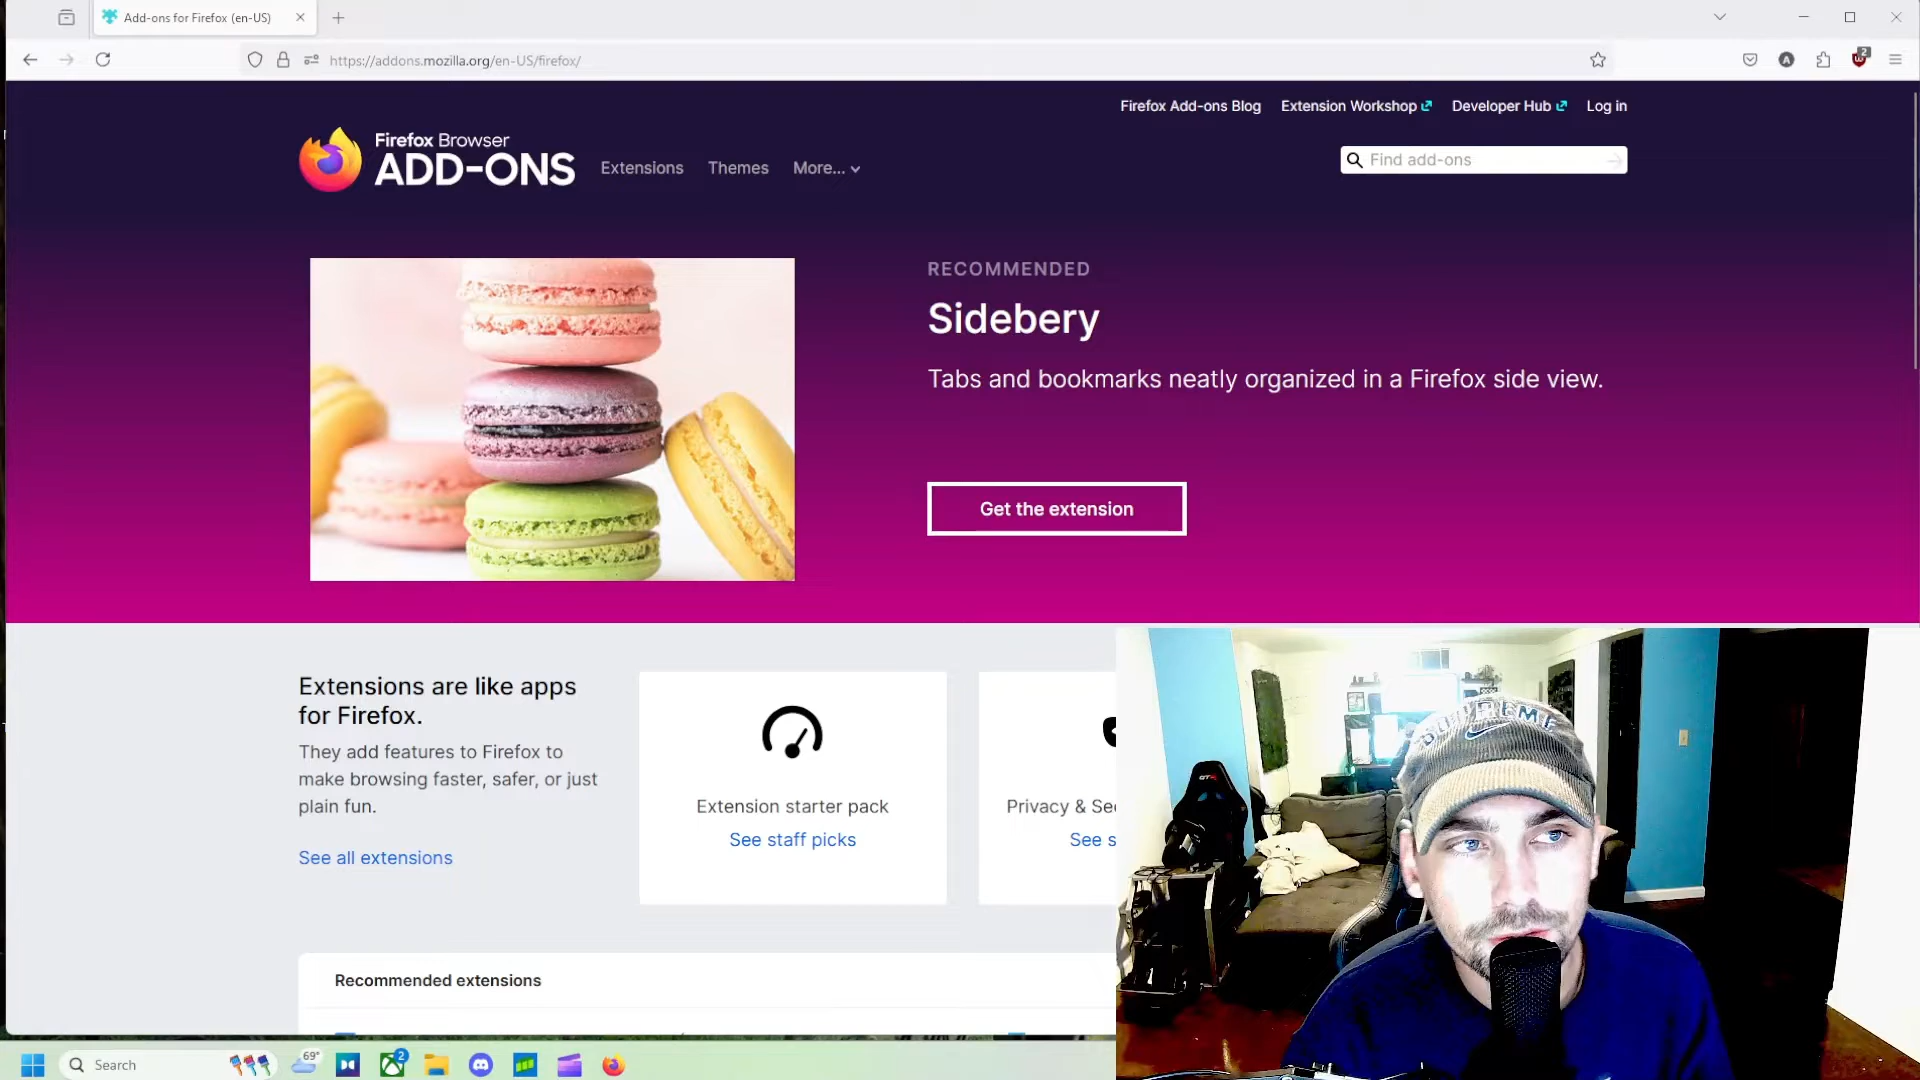 Add-ons for Firefox (en-US)
https://addons.mozilla.org/en-US/firefox/
A
2
Firefox Add-ons Blog
Extension Workshop
Developer Hub
Log in
Firefox Browser
ADD-ONS
Extensions
Themes
More...
Find add-ons
RECOMMENDED
Sidebery
Tabs and bookmarks neatly organized in a Firefox side view.
Get the extension
Extensions are like apps
for Firefox.
They add features to Firefox to
make browsing faster, safer, or just
plain fun.
See all extensions
Extension starter pack
See staff picks
Privacy & Se
See s
Recommended extensions
Search
69°
2